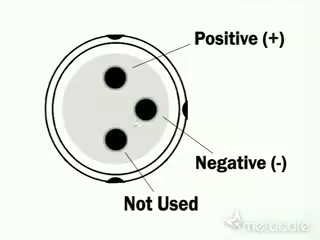 Positive (+)
Negative (-)
Not Used
metacafe